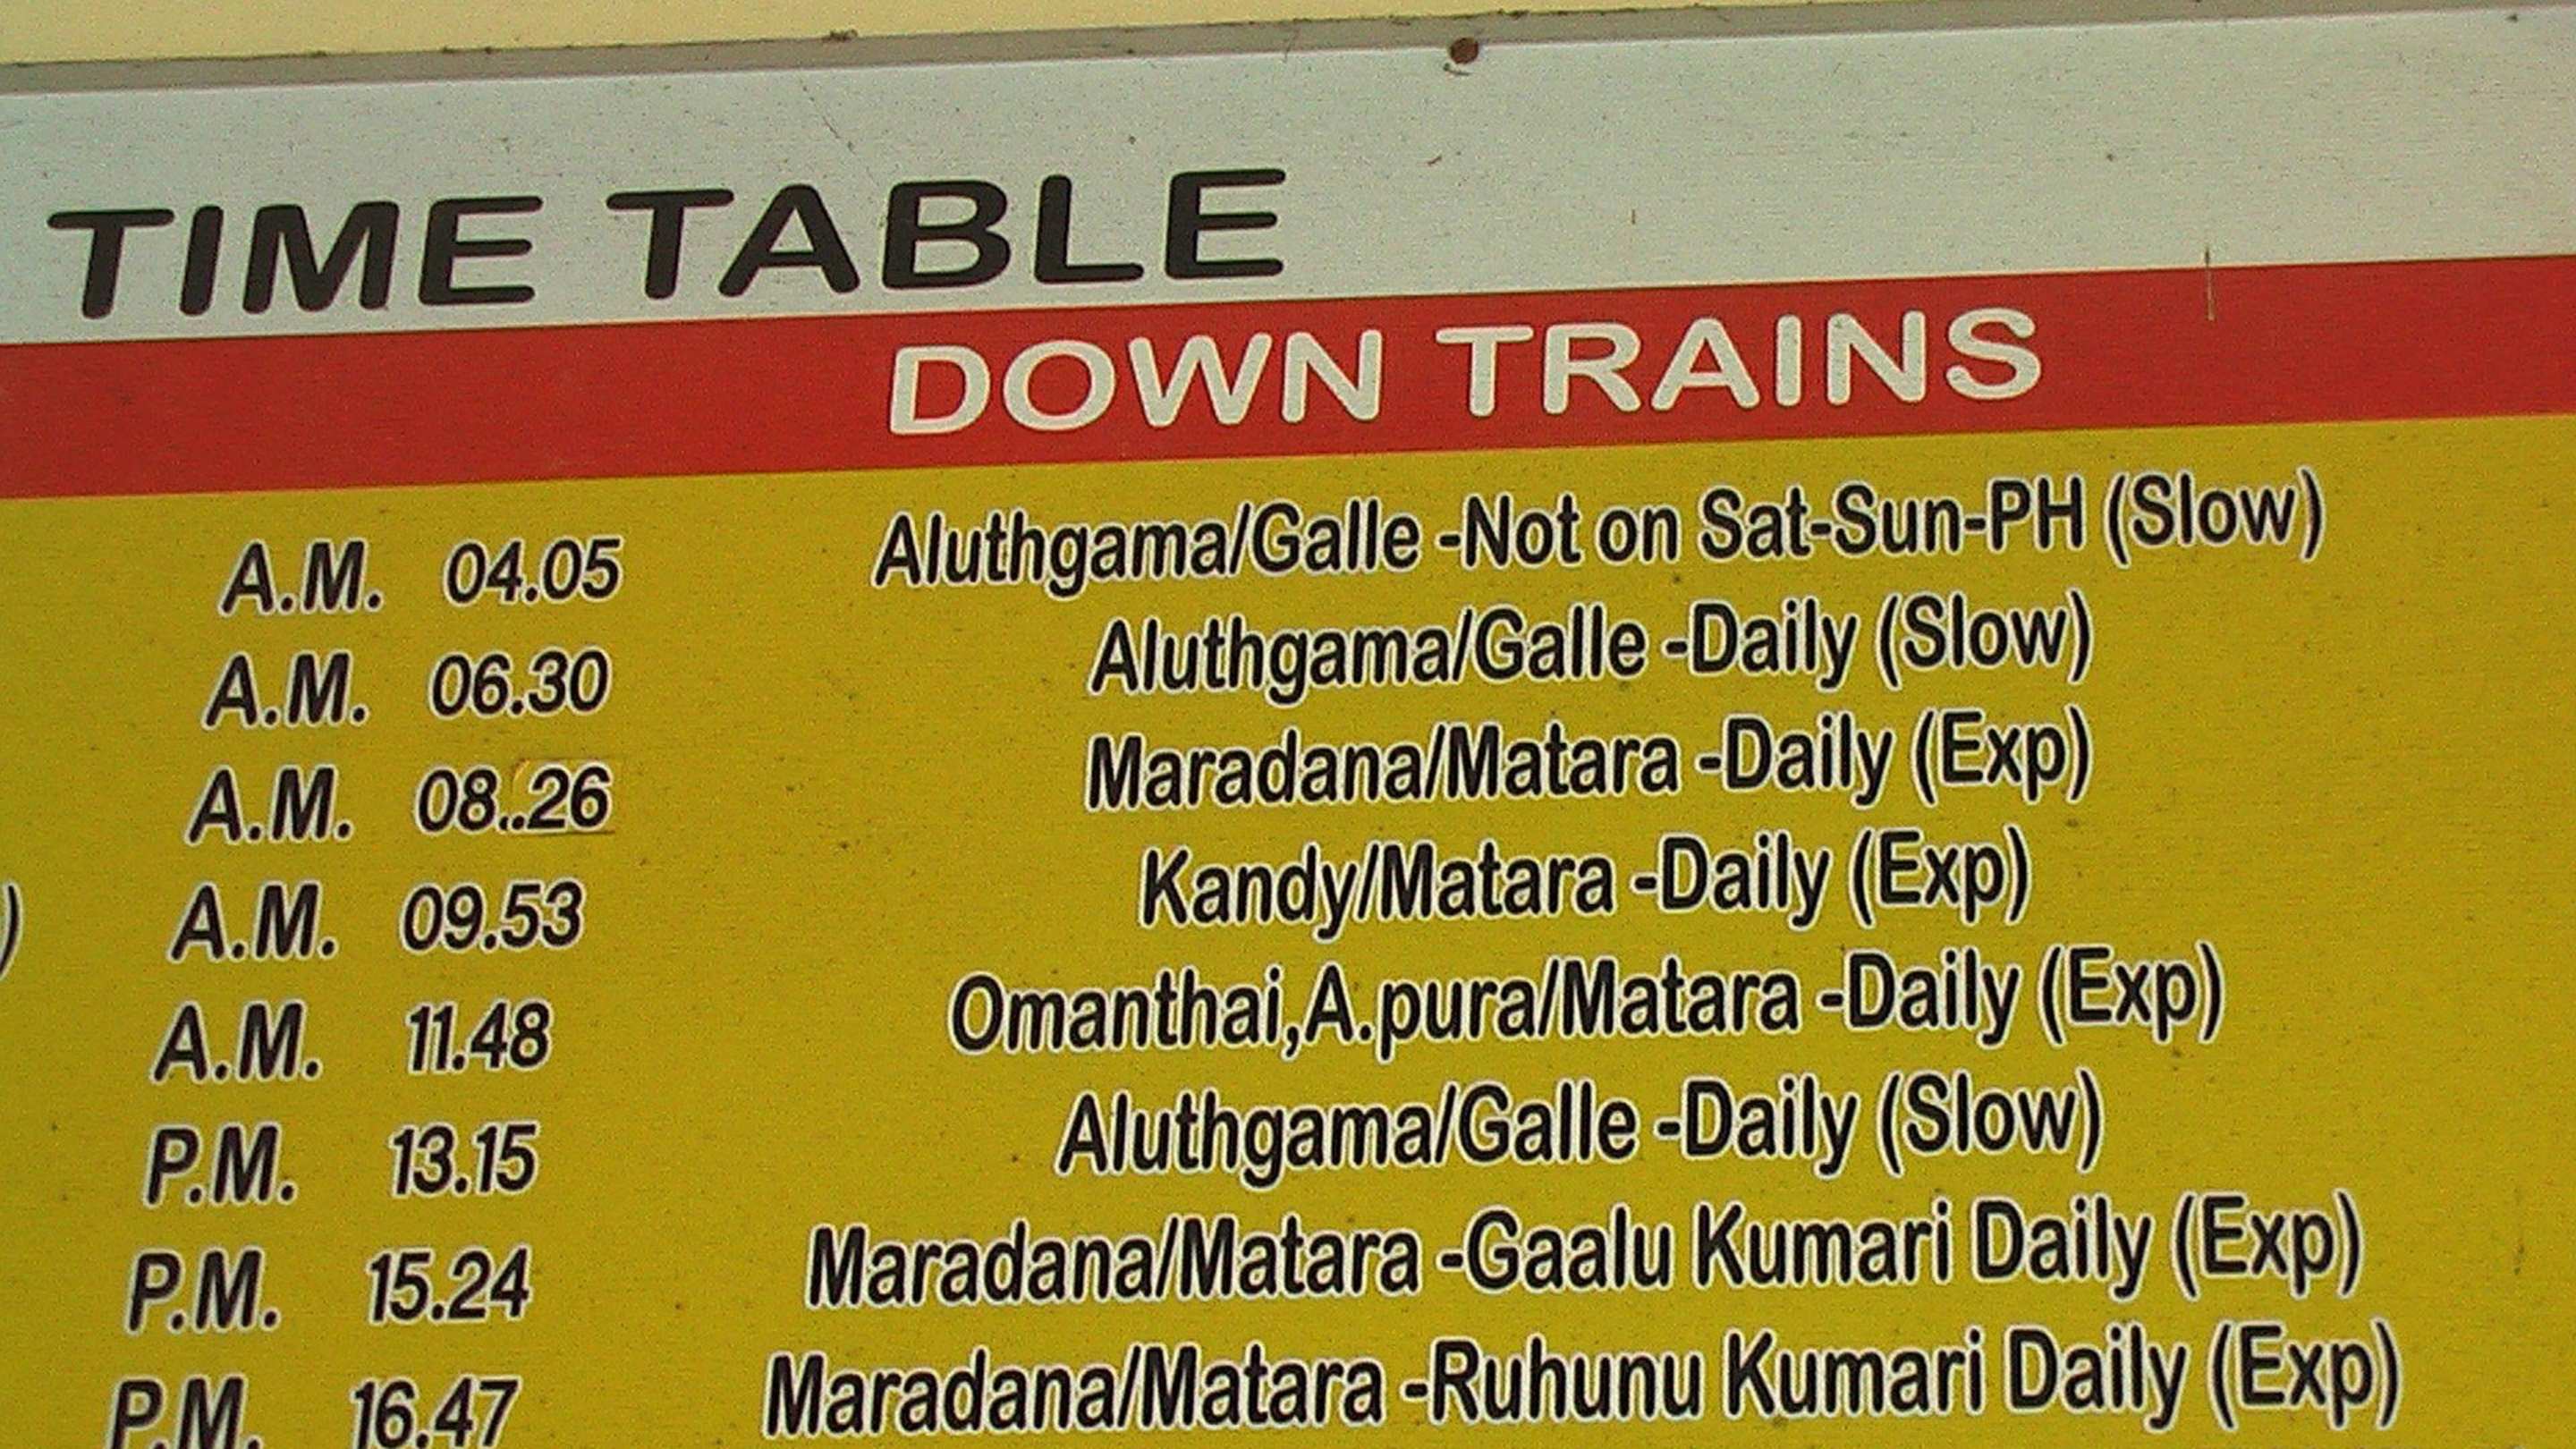 TIME TABLE
DOWN TRAINS
A.M. 04.05 Aluthgama/Galle -Not on Sat-Sun-PH (Slow)
A.M. 06.30 Aluthgama/Galle -Daily (Slow)
A.M. 08..26 Maradana/Matara -Daily (Exp)
) A.M. 09.53 Kandy/Matara -Daily (Exp)
A.M. 11.48 Omanthai,A.pura/Matara -Daily (Exp)
P.M. 13.15 Aluthgama/Galle -Daily (Slow)
P.M. 15.24 Maradana/Matara -Gaalu Kumari Daily (Exp)
P.M. 16.47 Maradana/Matara -Ruhunu Kumari Daily (Exp)